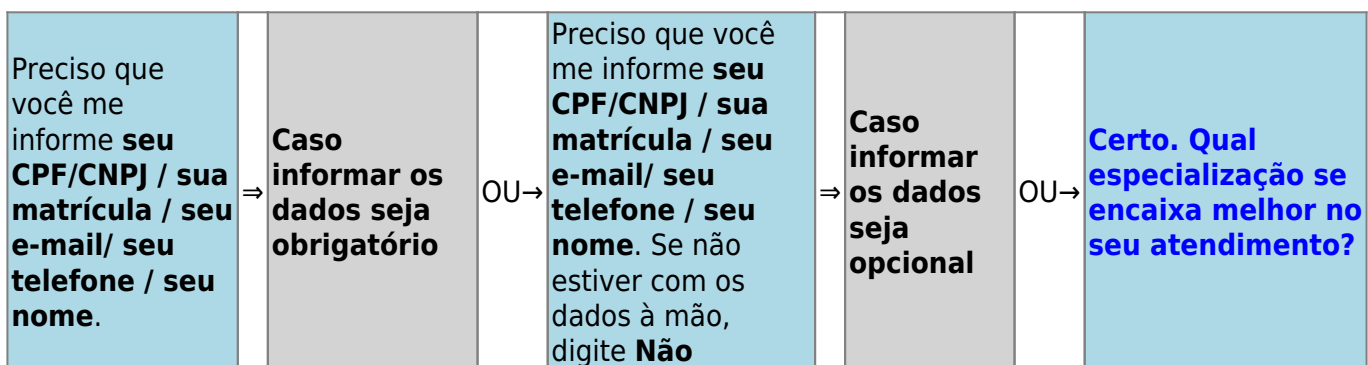 Preciso que
você me
informe seu
CPF/CNPJ / sua
matrícula / seu
e-mail/ seu
telefone / seu
nome.
⇒
Caso
informar os
dados seja
obrigatório
OU→
Preciso que você
me informe seu
CPF/CNPJ / sua
matrícula / seu
e-mail/ seu
telefone / seu
nome. Se não
estiver com os
dados à mão,
digite Não
⇒
Caso
informar
os dados
seja
opcional
OU→
Certo. Qual
especialização se
encaixa melhor no
seu atendimento?